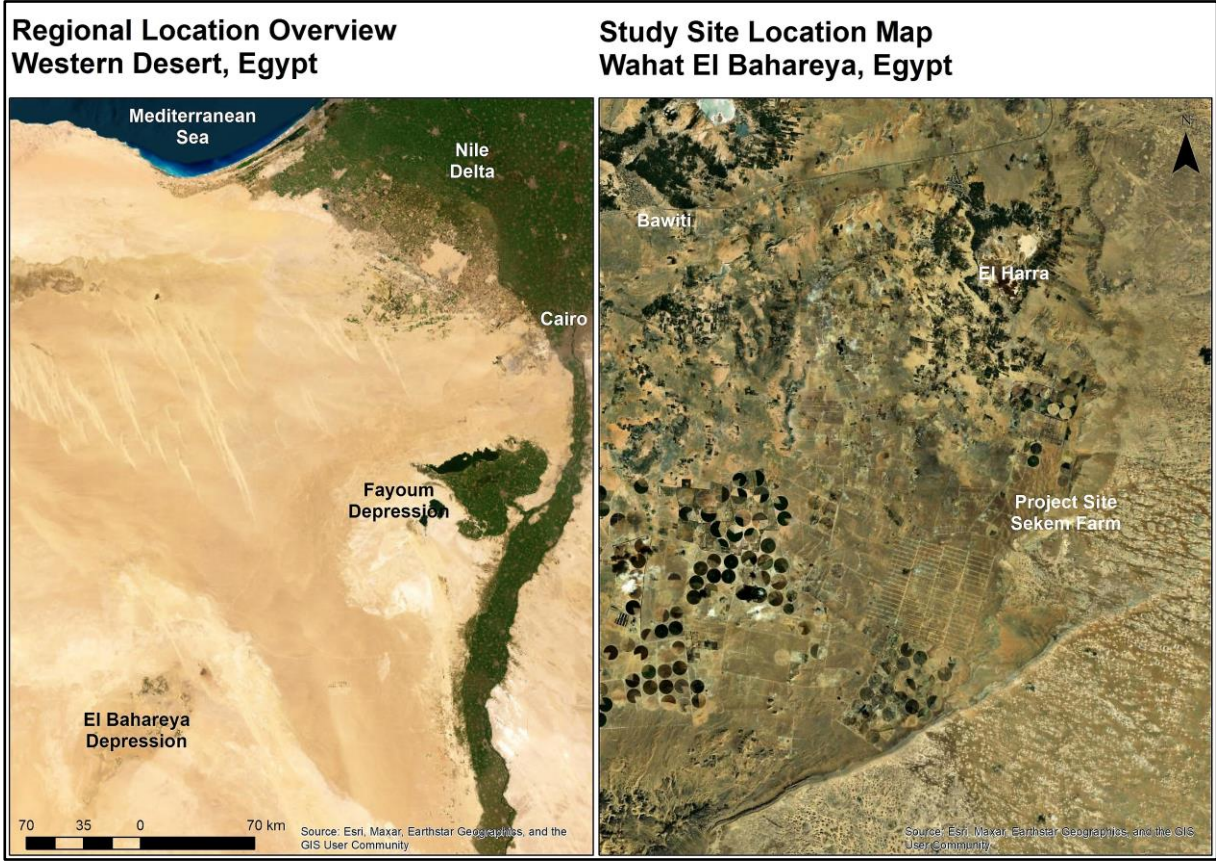 Regional Location Overview
Western Desert, Egypt
Mediterranean
Sea
Nile
Delta
Cairo
Fayoum
Depression
El Bahareya
Depression
70 35 0 70 km
Source: Esri, Maxar, Earthstar Geographics, and the
GIS User Community
Study Site Location Map
Wahat El Bahareya, Egypt
N
Bawiti
El Harra
Project Site
Sekem Farm
Source: Esri, Maxar, Earthstar Geographics, and the GIS
User Community